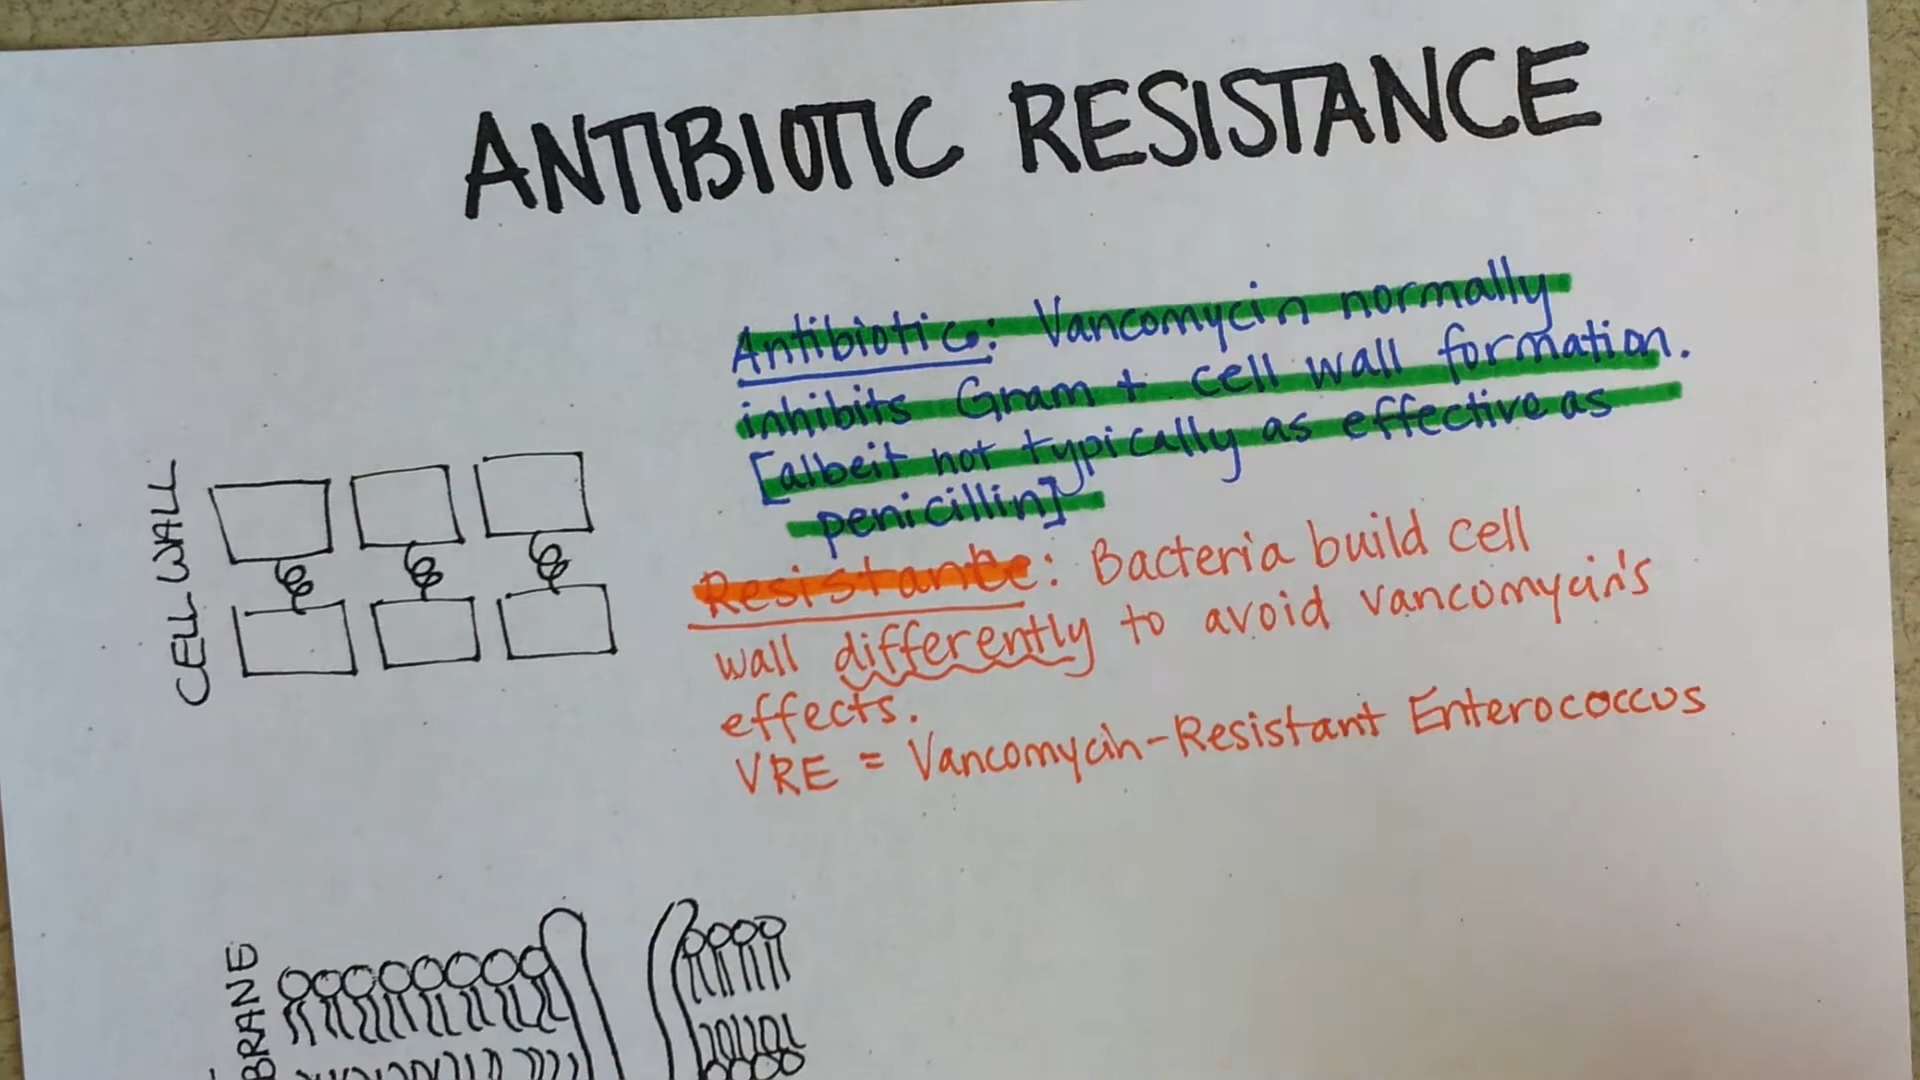 ANTIBIOTIC RESISTANCE
Antibiotic: Vancomycin normally
inhibits Gram + cell wall formation.
[albeit not typically as effective as
penicillin]
Resistance: Bacteria build cell
wall differently to avoid vancomycin's
effects.
VRE = Vancomycin-Resistant Enterococcus
CELL WALL
BRANE